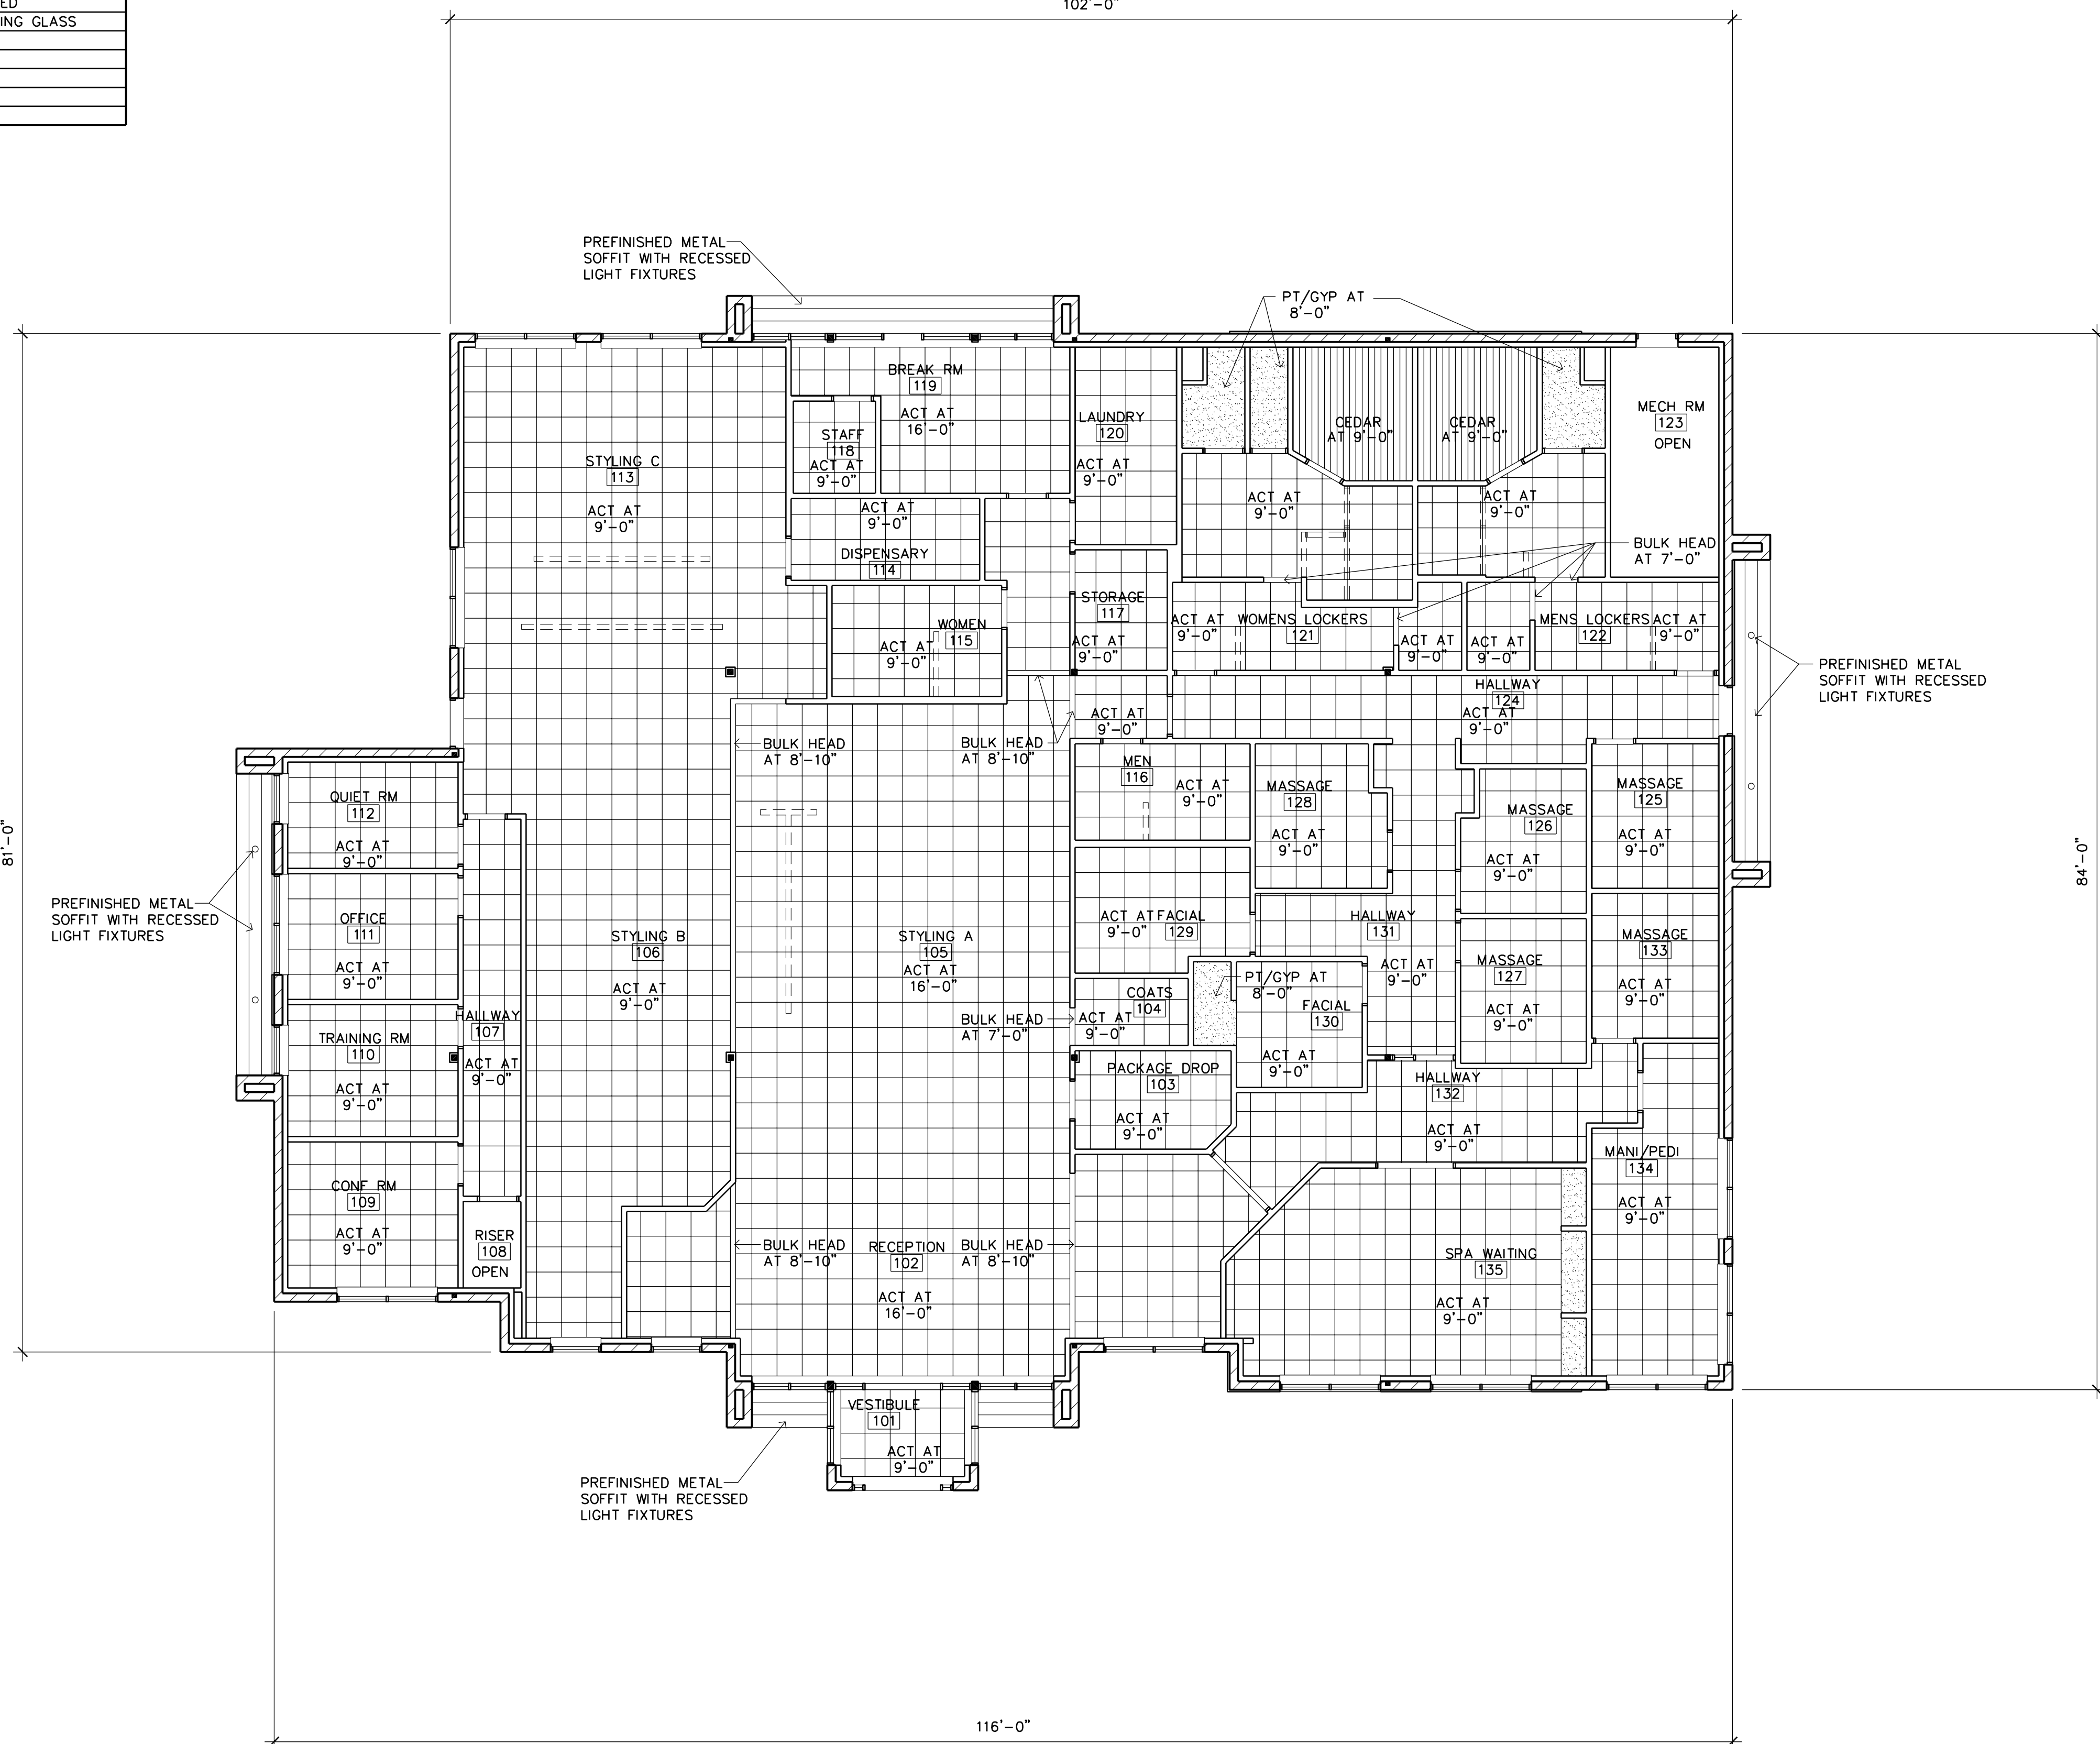 ED
ING GLASS
102'-0"
PREFINISHED METAL
SOFFIT WITH RECESSED
LIGHT FIXTURES
PT/GYP AT
8'-0"
BREAK RM
119
ACT AT
16'-0"
LAUNDRY
120
ACT AT
9'-0"
CEDAR
AT 9'-0"
CEDAR
AT 9'-0"
MECH RM
123
OPEN
STAFF
118
ACT AT
9'-0"
STYLING C
113
ACT AT
9'-0"
ACT AT
9'-0"
DISPENSARY
114
ACT AT
9'-0"
ACT AT
9'-0"
BULK HEAD
AT 7'-0"
STORAGE
117
ACT AT
9'-0"
WOMEN
115
ACT AT
9'-0"
ACT AT
9'-0"
WOMENS LOCKERS
121
ACT AT
9'-0"
ACT AT
9'-0"
MENS LOCKERS
122
ACT AT
9'-0"
PREFINISHED METAL
SOFFIT WITH RECESSED
LIGHT FIXTURES
HALLWAY
124
ACT AT
9'-0"
ACT AT
9'-0"
BULK HEAD
AT 8'-10"
BULK HEAD
AT 8'-10"
MEN
116
ACT AT
9'-0"
MASSAGE
128
ACT AT
9'-0"
MASSAGE
126
ACT AT
9'-0"
MASSAGE
125
ACT AT
9'-0"
QUIET RM
112
ACT AT
9'-0"
81'-0"
84'-0"
PREFINISHED METAL
SOFFIT WITH RECESSED
LIGHT FIXTURES
OFFICE
111
ACT AT
9'-0"
STYLING B
106
ACT AT
9'-0"
STYLING A
105
ACT AT
16'-0"
ACT AT
9'-0"
FACIAL
129
HALLWAY
131
ACT AT
9'-0"
MASSAGE
127
ACT AT
9'-0"
MASSAGE
133
ACT AT
9'-0"
PT/GYP AT
8'-0"
COATS
104
ACT AT
9'-0"
BULK HEAD
AT 7'-0"
FACIAL
130
ACT AT
9'-0"
HALLWAY
107
ACT AT
9'-0"
TRAINING RM
110
ACT AT
9'-0"
PACKAGE DROP
103
ACT AT
9'-0"
HALLWAY
132
ACT AT
9'-0"
MANI/PEDI
134
ACT AT
9'-0"
CONF RM
109
ACT AT
9'-0"
RISER
108
OPEN
BULK HEAD
AT 8'-10"
RECEPTION
102
ACT AT
16'-0"
BULK HEAD
AT 8'-10"
SPA WAITING
135
ACT AT
9'-0"
VESTIBULE
101
ACT AT
9'-0"
PREFINISHED METAL
SOFFIT WITH RECESSED
LIGHT FIXTURES
116'-0"